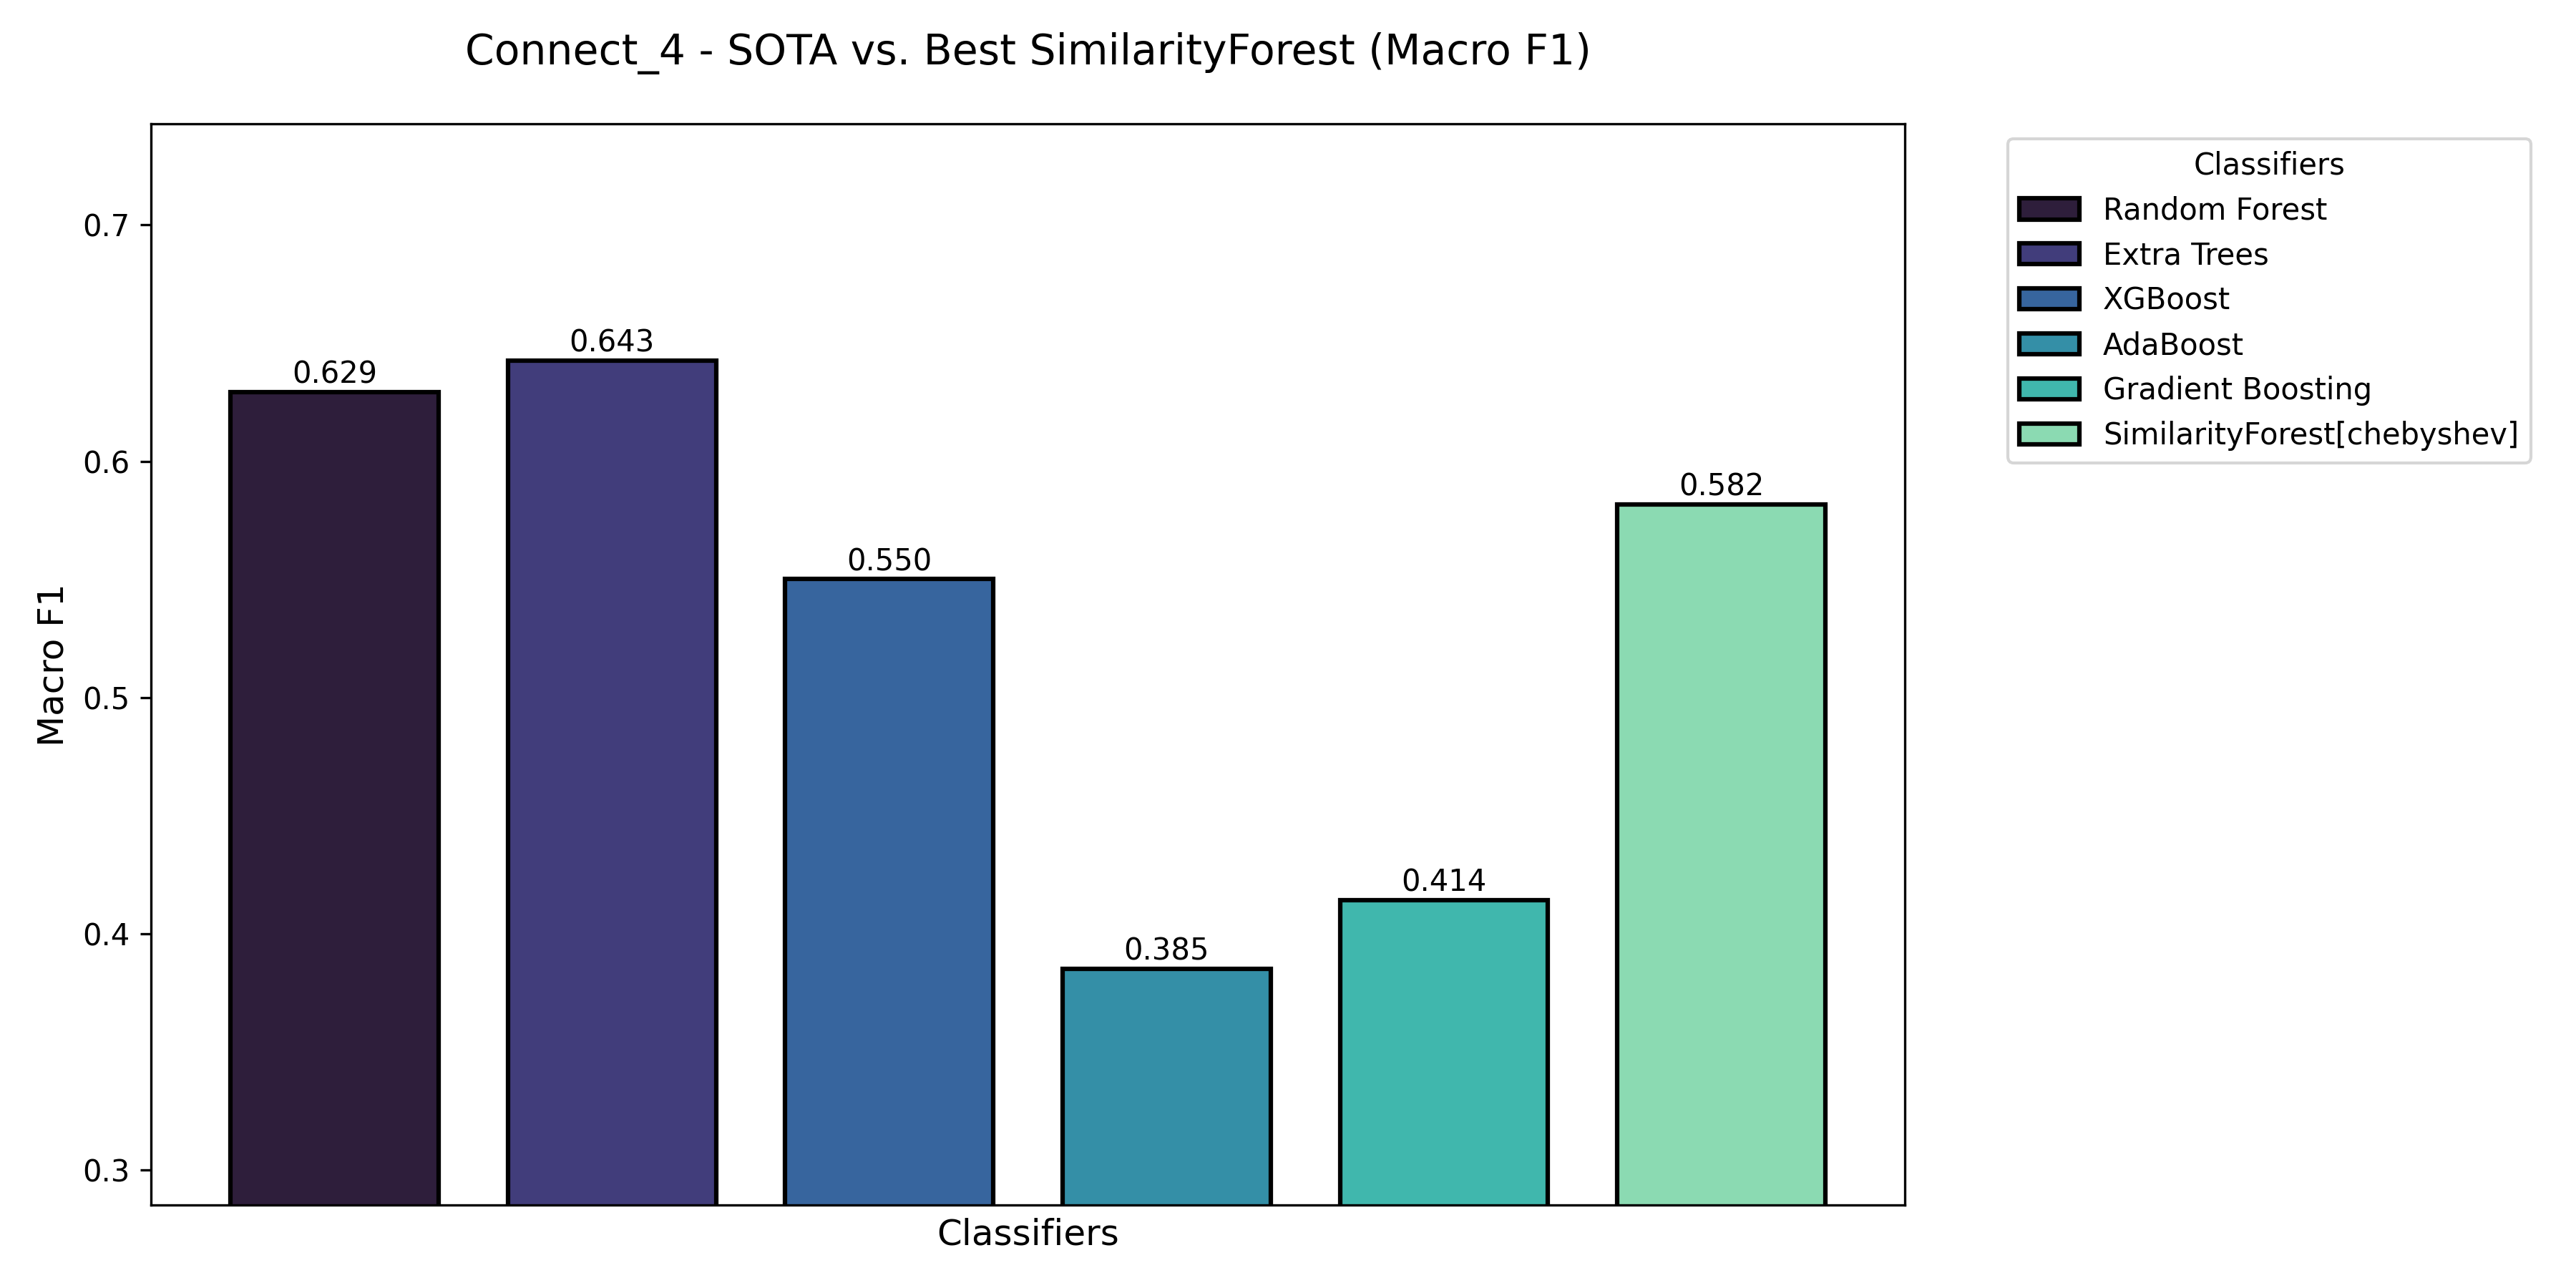 Connect_4 - SOTA vs. Best SimilarityForest (Macro F1)
Macro F1
0.7
0.6
0.5
0.4
0.3
0.629
0.643
0.550
0.385
0.414
0.582
Classifiers
Classifiers
Random Forest
Extra Trees
XGBoost
AdaBoost
Gradient Boosting
SimilarityForest[chebyshev]